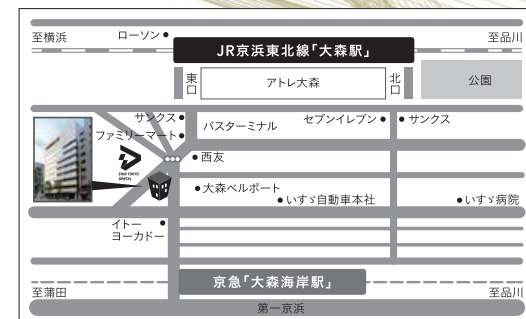 至横浜
ローソン
至品川
JR京浜東北線「大森駅」
東口
アトレ大森
北口
公園
サンクス
バスターミナル
セブンイレブン
サンクス
ファミリーマート
西友
SHIP TOKYO
DENTAL
大森ベルポート
いすゞ自動車本社
いすゞ病院
イトー
ヨーカドー
京急「大森海岸駅」
至蒲田
至品川
第一京浜